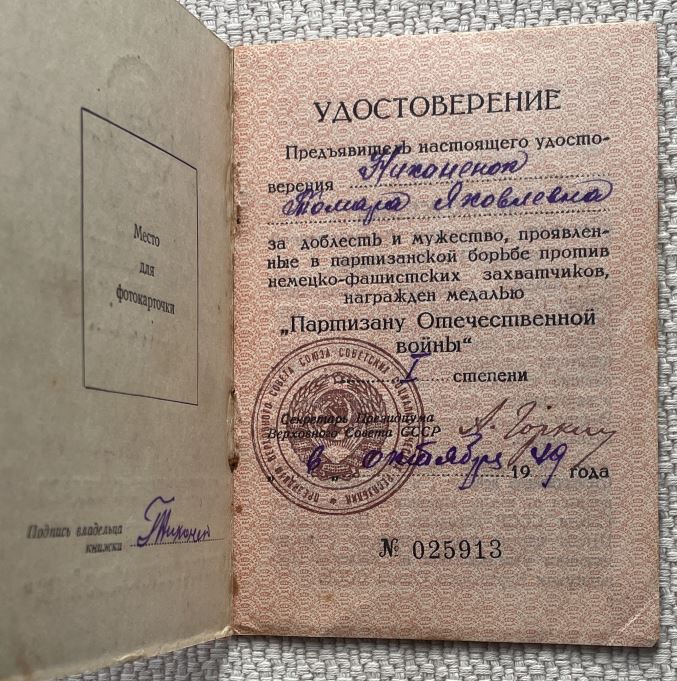 Место
для
фотокарточки
Подпись владельца
книжки
УДОСТОВЕРЕНИЕ
Предъявитель настоящего удосто-
верения Тихоненок
Тамара Яковлевна
за доблесть и мужество, проявлен-
ные в партизанской борьбе против
немецко-фашистских захватчиков,
награжден медалью
„Партизану Отечественной
войны“
I степени
Секретарь Президиума
Верховного Совета СССР А. Горкин
„6„ октября 1949 года
№ 025913